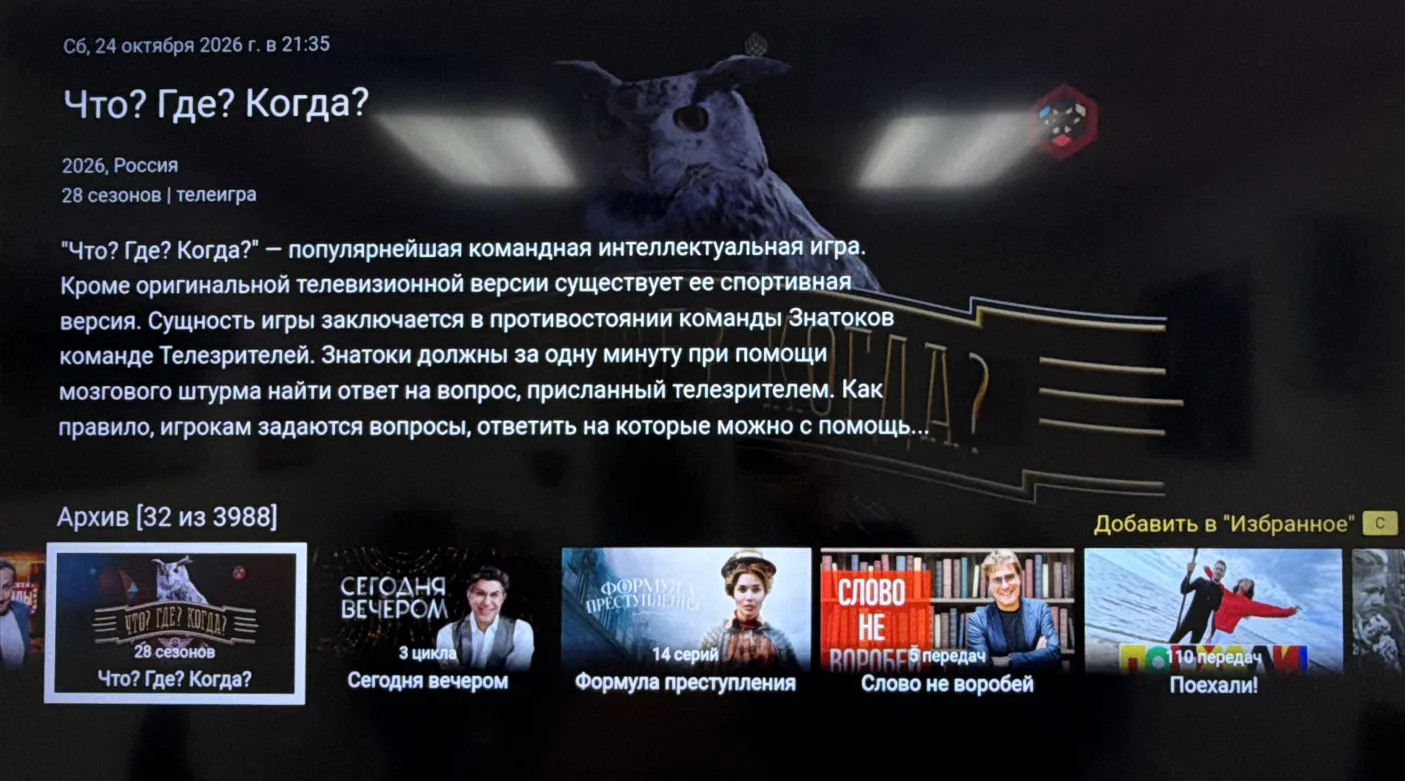 Сб, 24 октября 2026 г. в 21:35
Что? Где? Когда?
2026, Россия
28 сезонов | телеигра
"Что? Где? Когда?" — популярнейшая командная интеллектуальная игра.
Кроме оригинальной телевизионной версии существует ее спортивная
версия. Сущность игры заключается в противостоянии команды Знатоков
команде Телезрителей. Знатоки должны за одну минуту при помощи
мозгового штурма найти ответ на вопрос, присланный телезрителем. Как
правило, игрокам задаются вопросы, ответить на которые можно с помощь...
КОГДА?
Архив [32 из 3988]
Добавить в "Избранное" C
ЧТО? ГДЕ? КОГДА?
28 сезонов
Что? Где? Когда?
СЕГОДНЯ
ВЕЧЕРОМ
3 цикла
Сегодня вечером
ФОРМУЛА
ПРЕСТУПЛЕНИЯ
14 серий
Формула преступления
СЛОВО
НЕ
ВОРОБЕЙ
5 передач
Слово не воробей
ПОЕХАЛИ!
110 передач
Поехали!